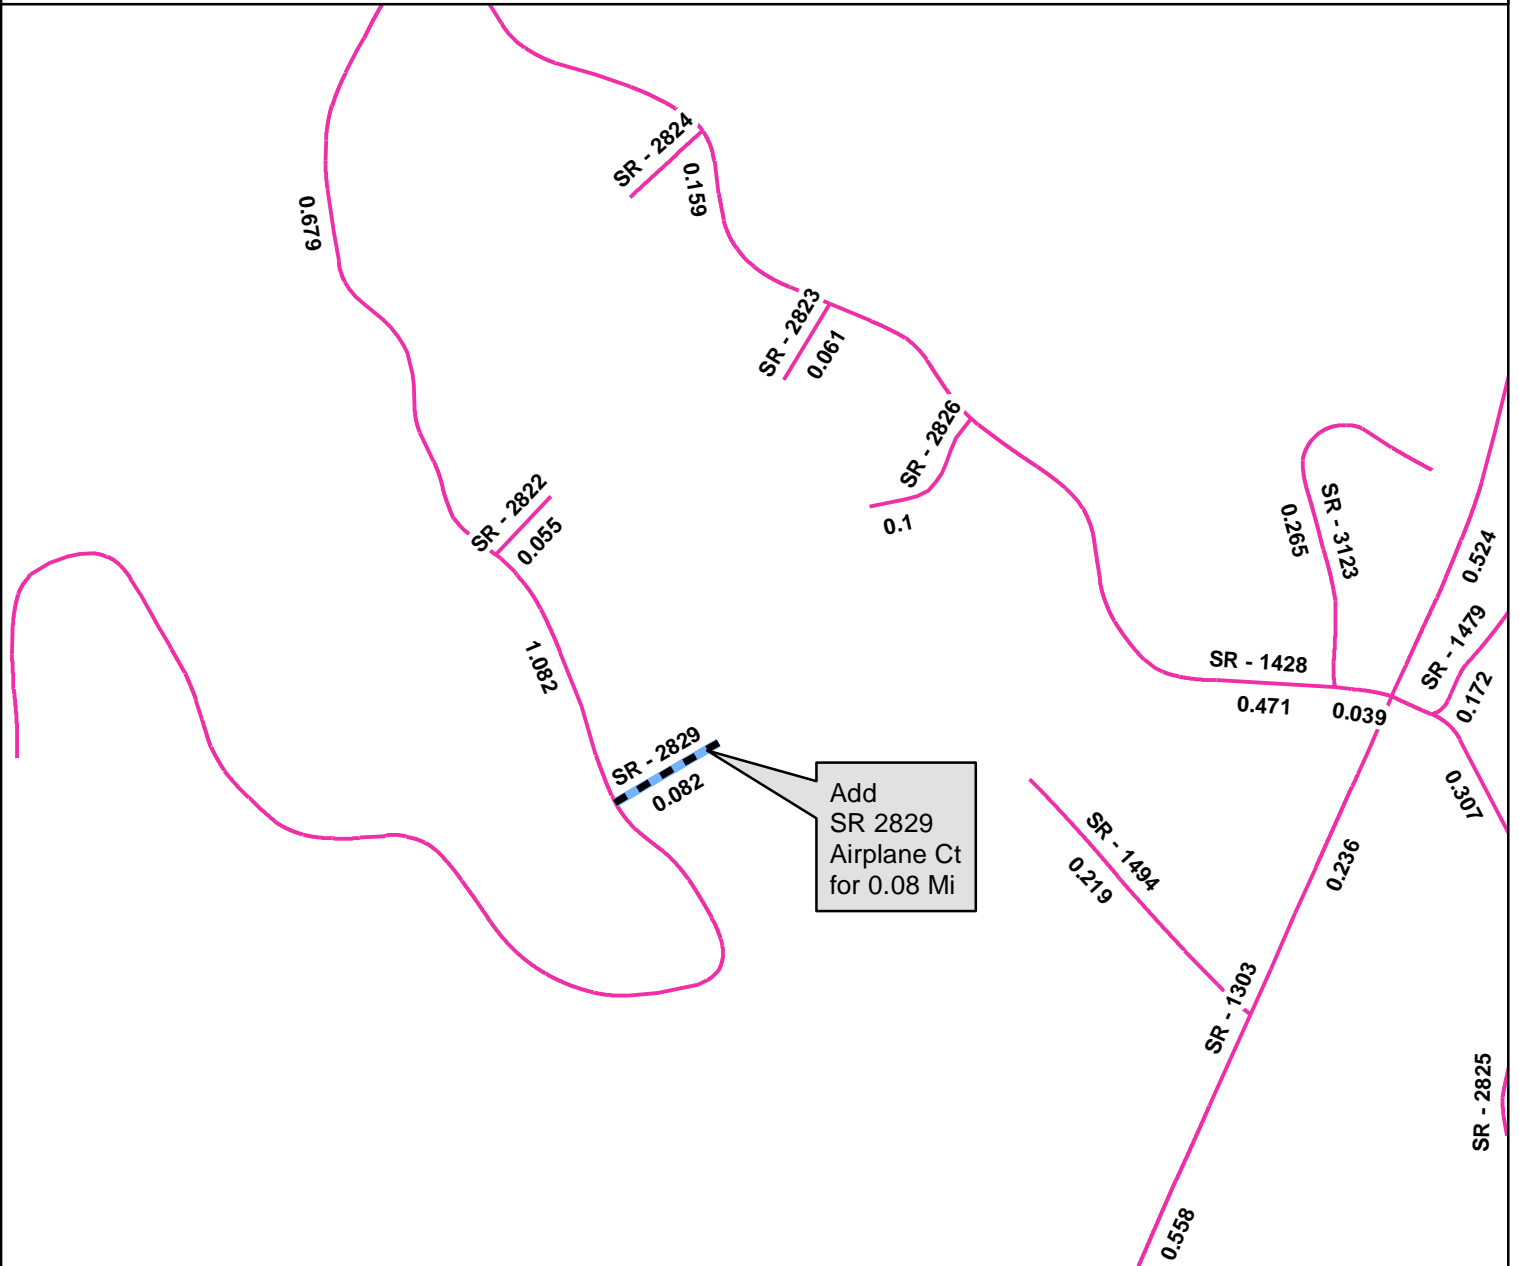 SR - 2824
0.159
0.679
SR - 2823
0.061
SR - 2826
0.1
SR - 2822
0.055
SR - 3123
0.265
0.524
SR - 1479
0.172
SR - 1428
0.471
0.039
1.082
SR - 2829
0.082
Add
SR 2829
Airplane Ct
for 0.08 Mi
0.307
SR - 1494
0.219
0.236
SR - 1303
SR - 2825
0.558